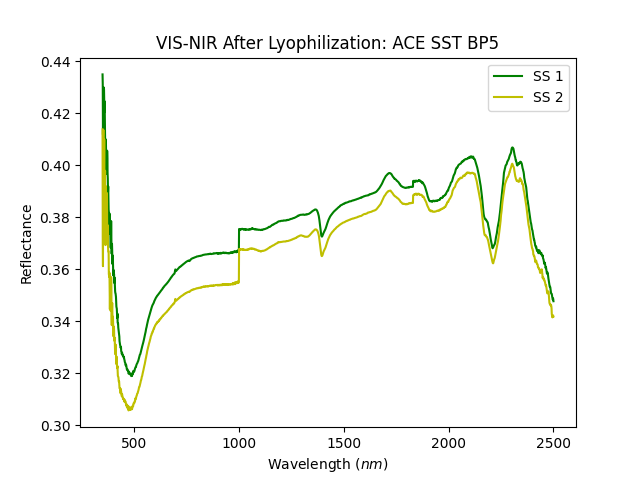 VIS-NIR After Lyophilization: ACE SST BP5
SS 1
SS 2
Reflectance
0.44
0.42
0.40
0.38
0.36
0.34
0.32
0.30
500
1000
1500
2000
2500
Wavelength (nm)